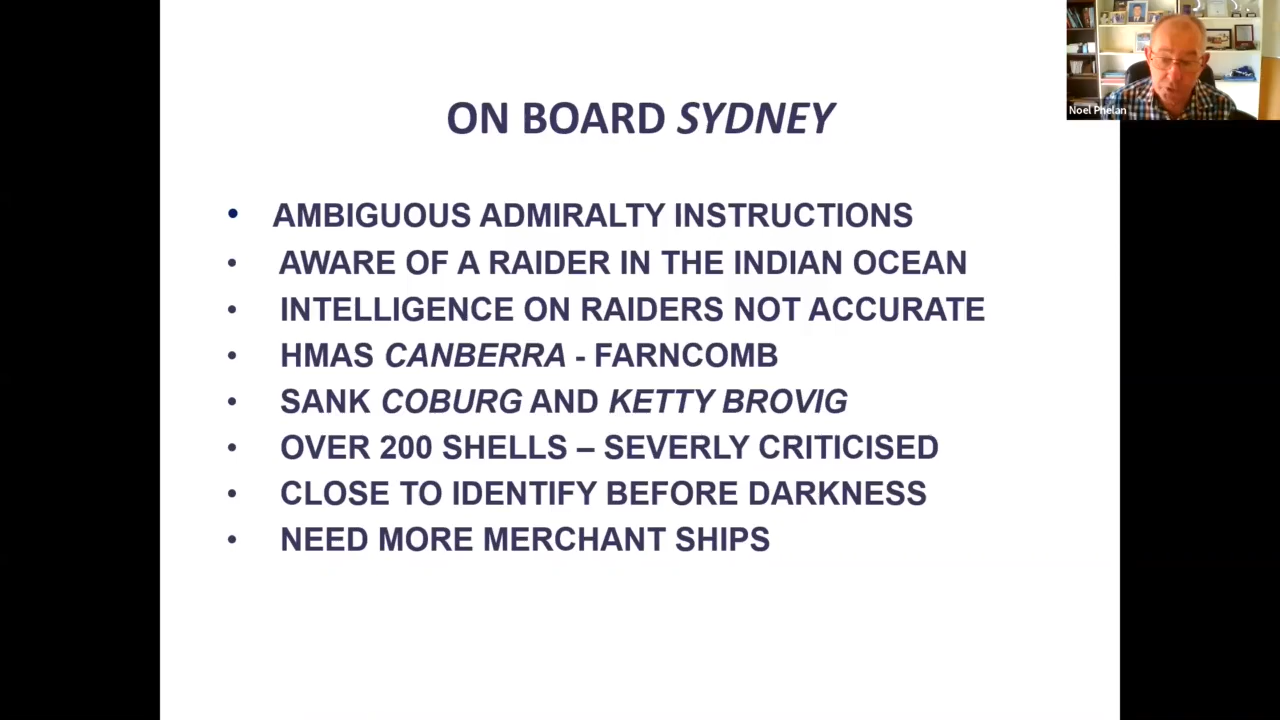 Noel Phelan
ON BOARD SYDNEY
• AMBIGUOUS ADMIRALTY INSTRUCTIONS
• AWARE OF A RAIDER IN THE INDIAN OCEAN
• INTELLIGENCE ON RAIDERS NOT ACCURATE
• HMAS CANBERRA - FARNCOMB
• SANK COBURG AND KETTY BROVIG
• OVER 200 SHELLS – SEVERLY CRITICISED
• CLOSE TO IDENTIFY BEFORE DARKNESS
• NEED MORE MERCHANT SHIPS